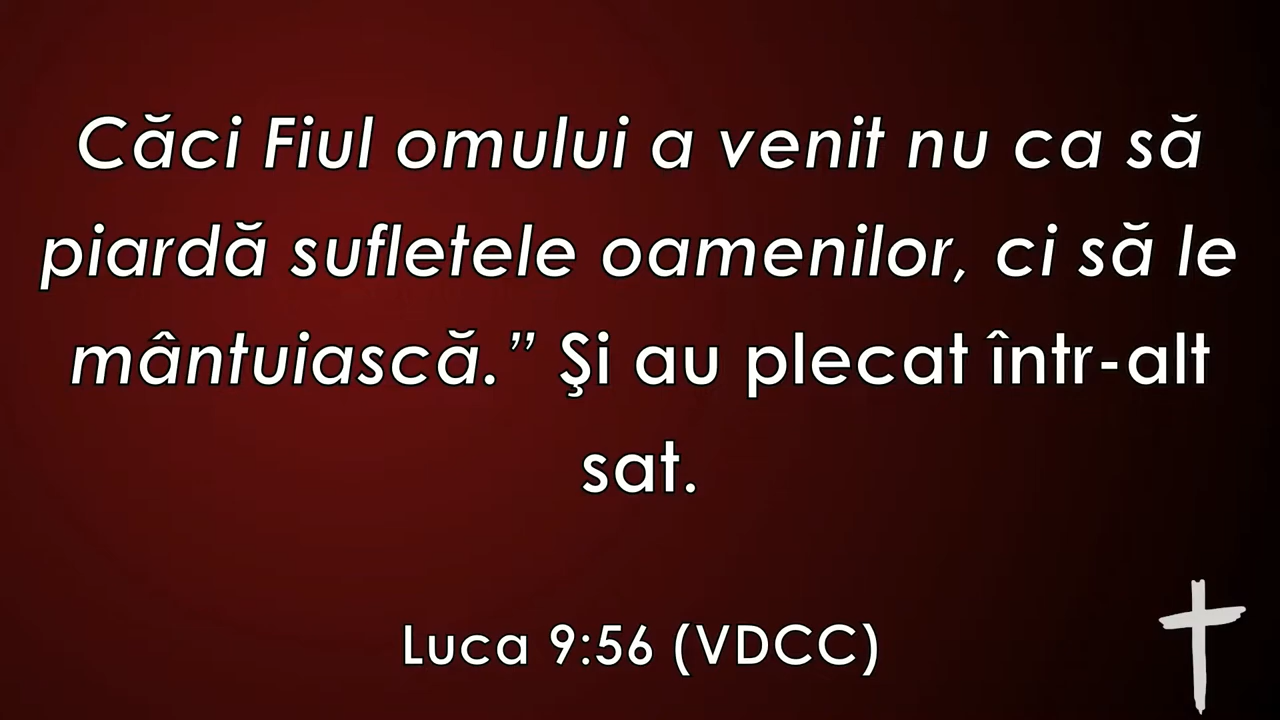 Căci Fiul omului a venit nu ca să
piardă sufletele oamenilor, ci să le
mântuiască.” Şi au plecat într-alt
sat.
Luca 9:56 (VDCC)